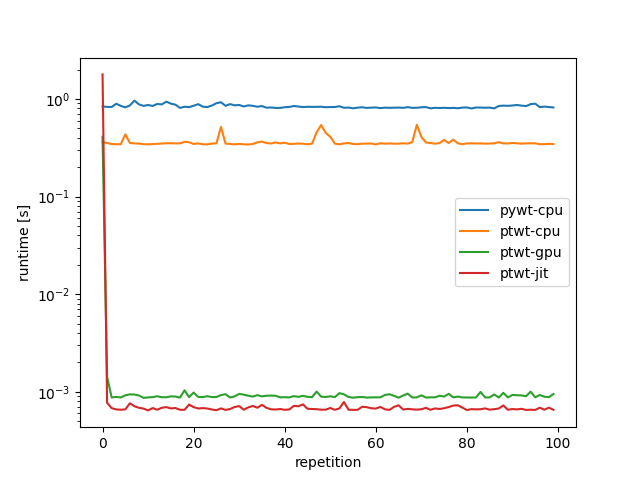 runtime [s]
10⁰
10⁻¹
10⁻²
10⁻³
pywt-cpu
ptwt-cpu
ptwt-gpu
ptwt-jit
0 20 40 60 80 100
repetition